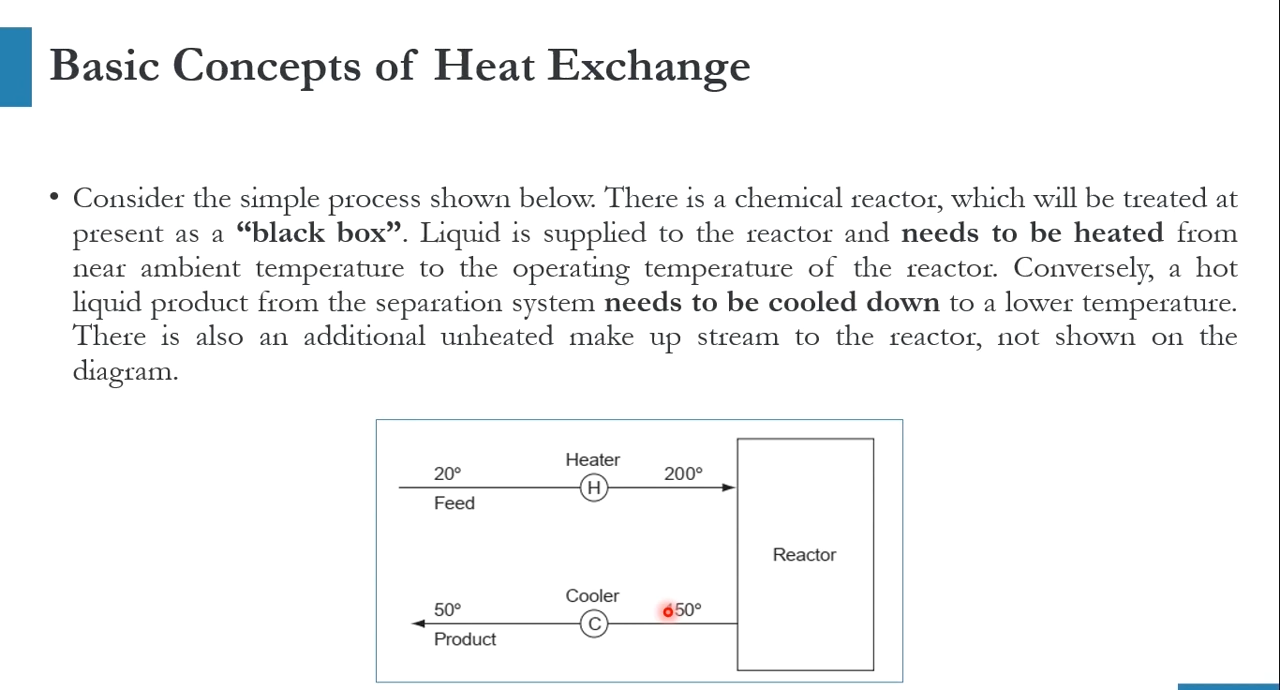 Basic Concepts of Heat Exchange
• Consider the simple process shown below. There is a chemical reactor, which will be treated at
present as a “black box”. Liquid is supplied to the reactor and needs to be heated from
near ambient temperature to the operating temperature of the reactor. Conversely, a hot
liquid product from the separation system needs to be cooled down to a lower temperature.
There is also an additional unheated make up stream to the reactor, not shown on the
diagram.
Heater
20° H 200°
Feed
Reactor
Cooler
50° C 50°
Product